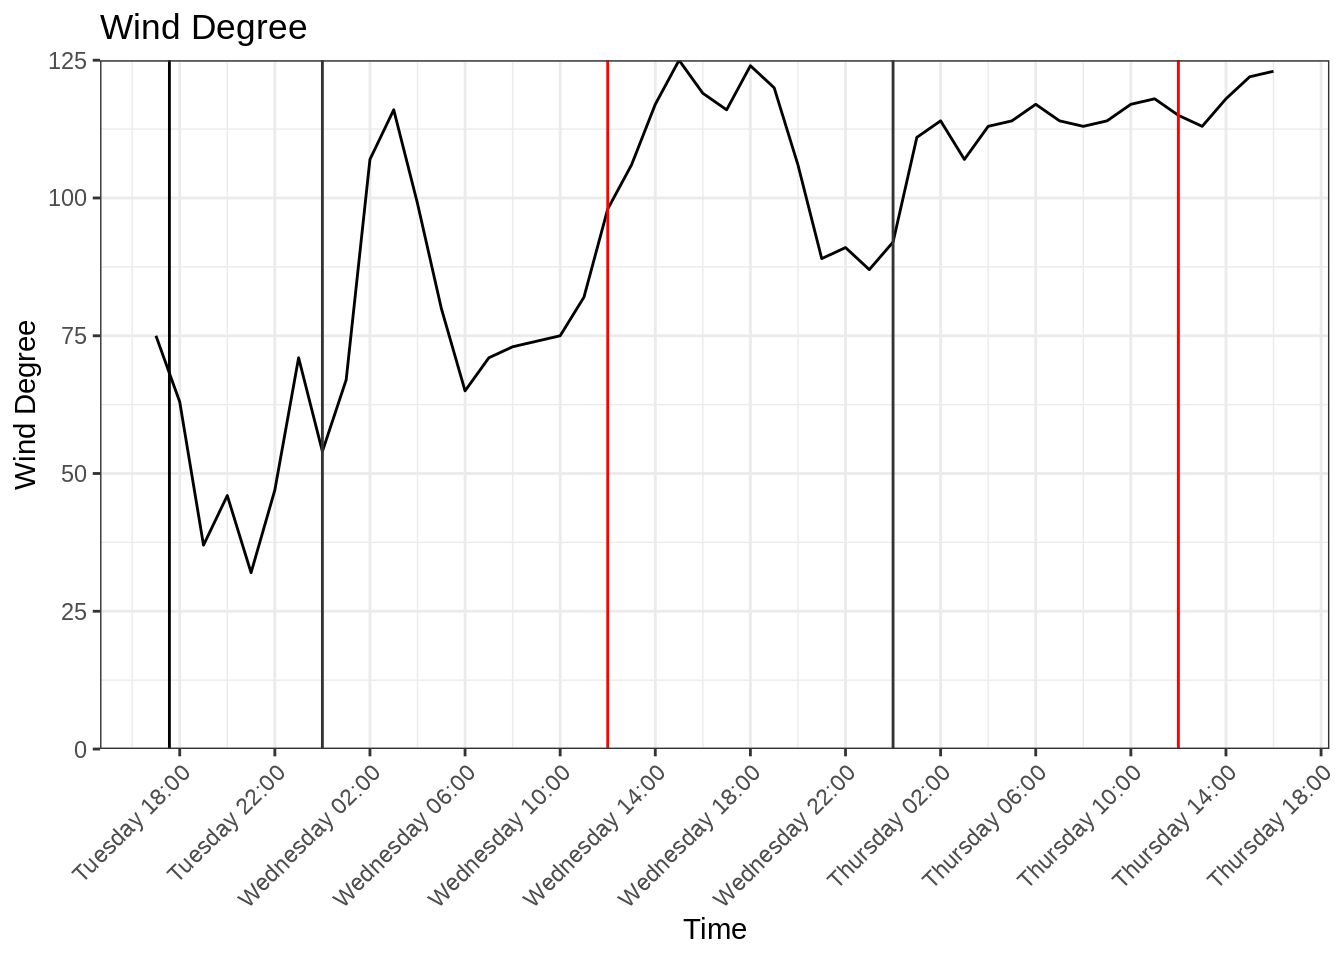 Wind Degree
Wind Degree
125
100
75
50
25
0
Tuesday 18:00
Tuesday 22:00
Wednesday 02:00
Wednesday 06:00
Wednesday 10:00
Wednesday 14:00
Wednesday 18:00
Wednesday 22:00
Thursday 02:00
Thursday 06:00
Thursday 10:00
Thursday 14:00
Thursday 18:00
Time